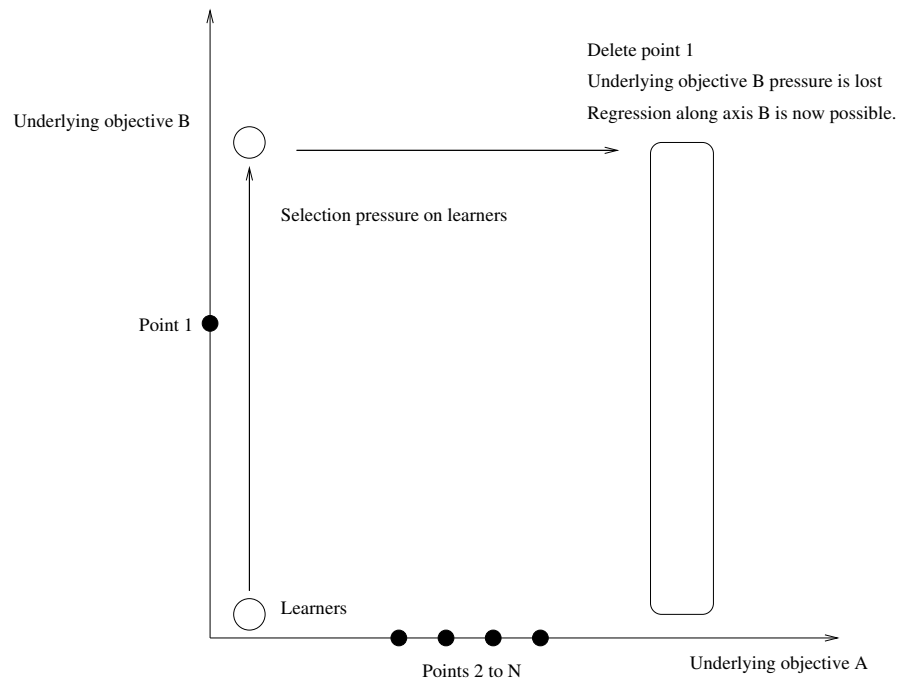 Delete point 1
Underlying objective B pressure is lost
Regression along axis B is now possible.
Underlying objective B
Selection pressure on learners
Point 1
Learners
Points 2 to N
Underlying objective A